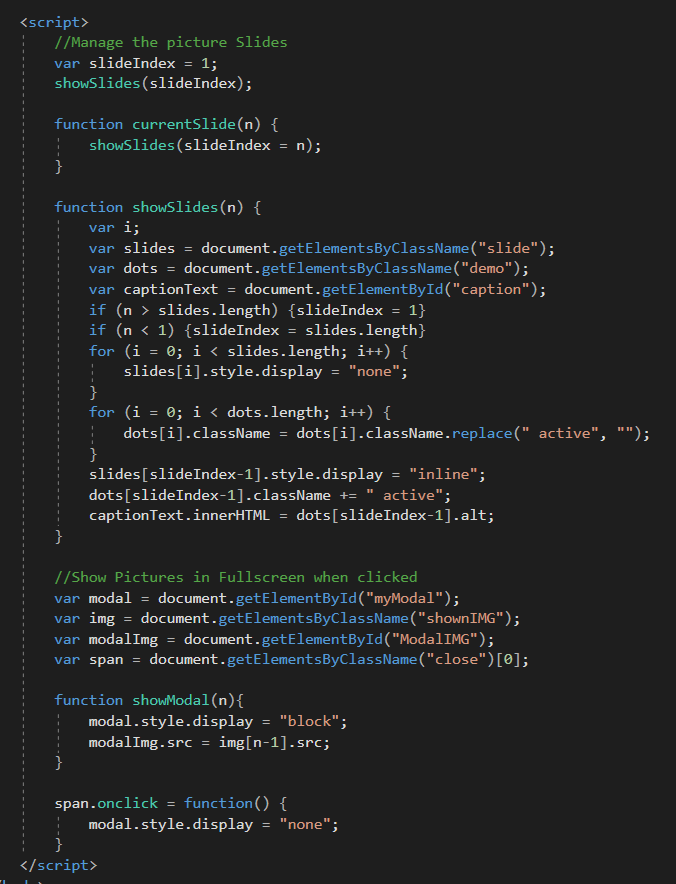 <script>
//Manage the picture Slides
var slideIndex = 1;
showSlides(slideIndex);
function currentSlide(n) {
showSlides(slideIndex = n);
}
function showSlides(n) {
var i;
var slides = document.getElementsByClassName("slide");
var dots = document.getElementsByClassName("demo");
var captionText = document.getElementById("caption");
if (n > slides.length) {slideIndex = 1}
if (n < 1) {slideIndex = slides.length}
for (i = 0; i < slides.length; i++) {
slides[i].style.display = "none";
}
for (i = 0; i < dots.length; i++) {
dots[i].className = dots[i].className.replace(" active", "");
}
slides[slideIndex-1].style.display = "inline";
dots[slideIndex-1].className += " active";
captionText.innerHTML = dots[slideIndex-1].alt;
}
//Show Pictures in Fullscreen when clicked
var modal = document.getElementById("myModal");
var img = document.getElementsByClassName("shownIMG");
var modalImg = document.getElementById("ModalIMG");
var span = document.getElementsByClassName("close")[0];
function showModal(n){
modal.style.display = "block";
modalImg.src = img[n-1].src;
}
span.onclick = function() {
modal.style.display = "none";
}
</script>